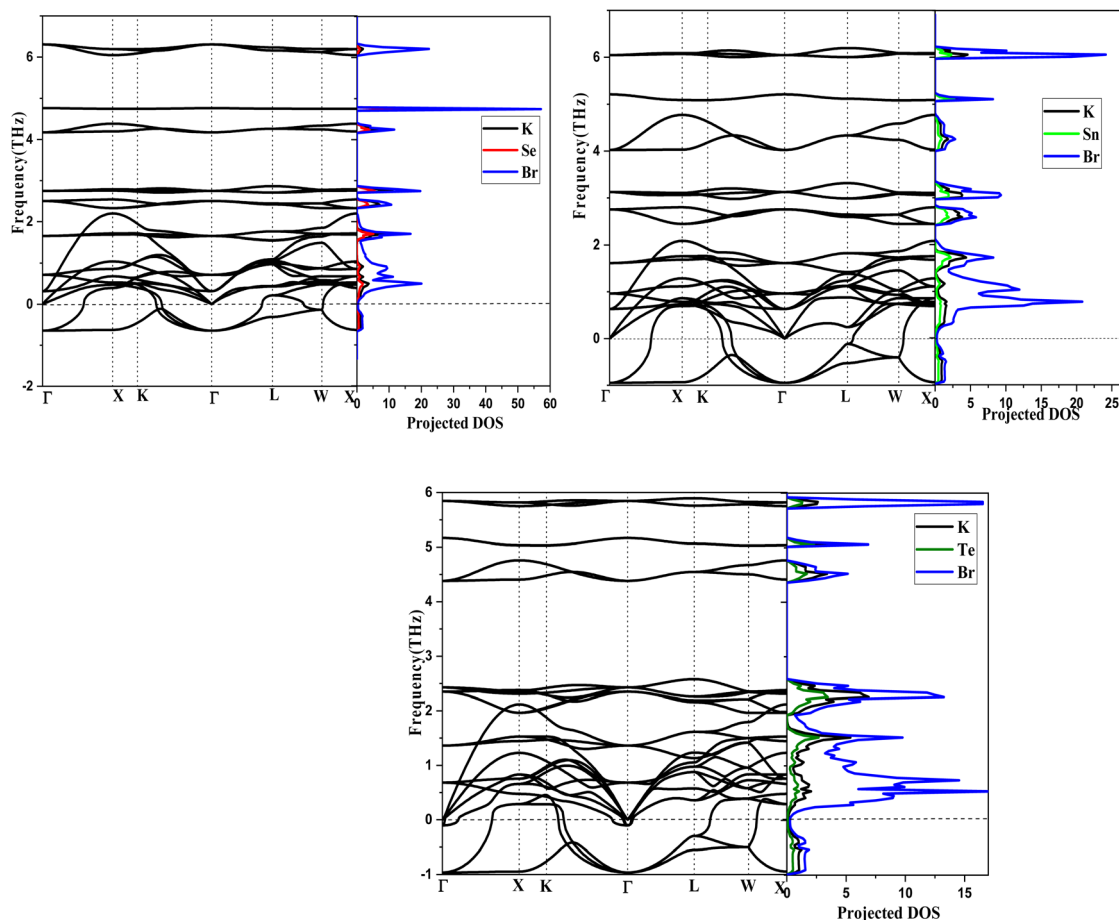 6
4
2
0
-2
Frequency(THz)
Γ X K Γ L W X
0 10 20 30 40 50 60
Projected DOS
K
Se
Br
6
4
2
0
Frequency(THz)
Γ X K Γ L W X
0 5 10 15 20 25
Projected DOS
K
Sn
Br
6
5
4
3
2
1
0
-1
Frequency(THz)
Γ X K Γ L W X
0 5 10 15
Projected DOS
K
Te
Br